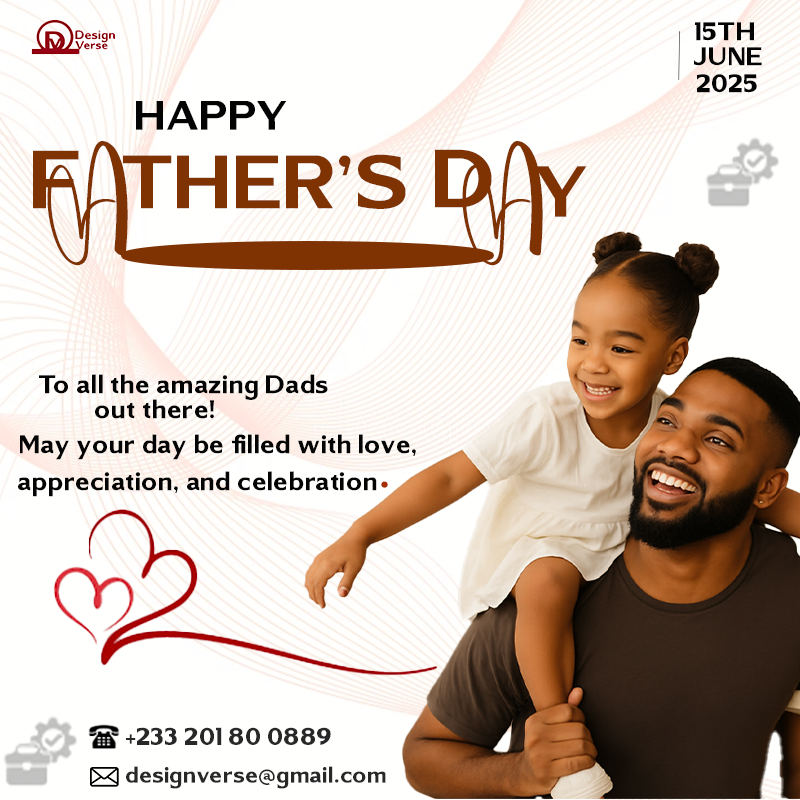 Design
Verse
15TH
JUNE
2025
HAPPY
FATHER'S DAY
To all the amazing Dads
out there!
May your day be filled with love,
appreciation, and celebration.
+233 201 80 0889
designverse@gmail.com